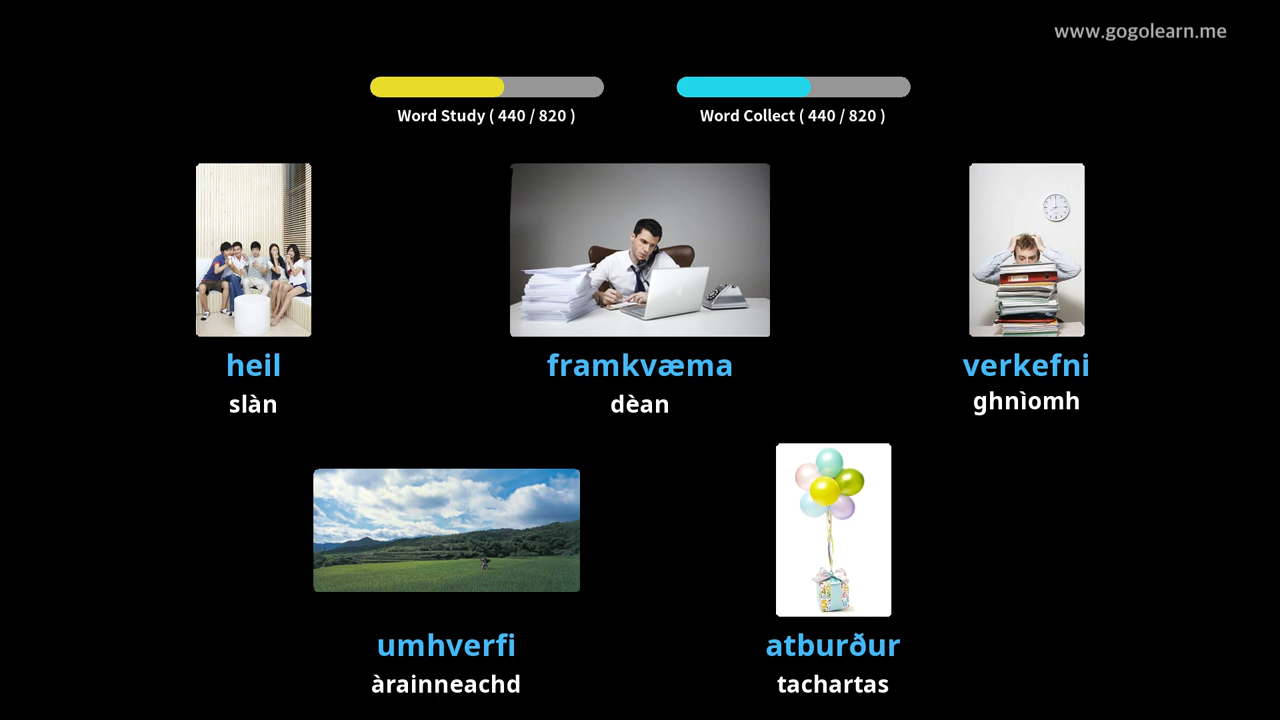 www.gogolearn.me
Word Study ( 440 / 820 )
Word Collect ( 440 / 820 )
heil
slàn
framkvæma
dèan
verkefni
ghnìomh
umhverfi
àrainneachd
atburður
tachartas